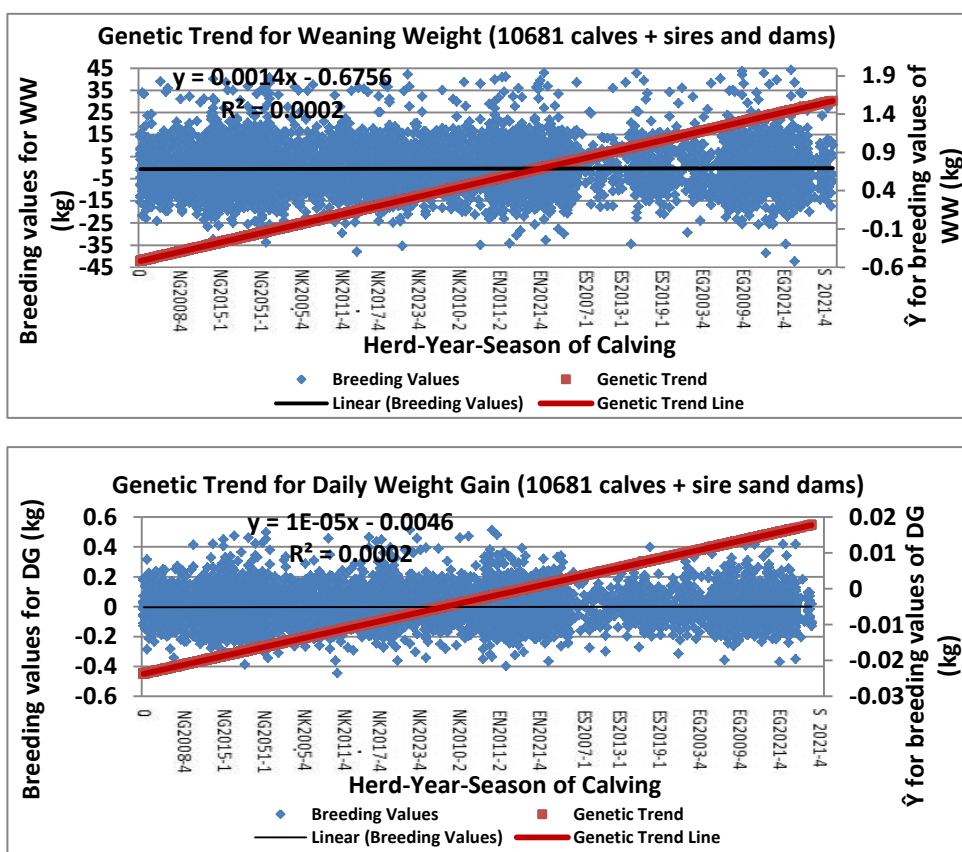 Genetic Trend for Weaning Weight (10681 calves + sires and dams)
y = 0.0014x - 0.6756
R² = 0.0002
Breeding values for WW
(kg)
45
35
25
15
5
-5
-15
-25
-35
-45
1.9
1.4
0.9
0.4
-0.1
-0.6
Ŷ for breeding values of
WW (kg)
0
NG2008-4
NG2015-1
NG2051-1
NK2005-4
NK2011-4
NK2017-4
NK2023-4
NK2010-2
EN2011-2
EN2021-4
ES2007-1
ES2013-1
ES2019-1
EG2003-4
EG2009-4
EG2021-4
S 2021-4
Herd-Year-Season of Calving
Breeding Values
Genetic Trend
Linear (Breeding Values)
Genetic Trend Line
Genetic Trend for Daily Weight Gain (10681 calves + sire sand dams)
y = 1E-05x - 0.0046
R² = 0.0002
Breeding values for DG (kg)
0.6
0.4
0.2
0
-0.2
-0.4
-0.6
0.02
0.01
0
-0.01
-0.02
-0.03
Ŷ for breeding values of DG
(kg)
0
NG2008-4
NG2015-1
NG2051-1
NK2005-4
NK2011-4
NK2017-4
NK2023-4
NK2010-2
EN2011-2
EN2021-4
ES2007-1
ES2013-1
ES2019-1
EG2003-4
EG2009-4
EG2021-4
S 2021-4
Herd-Year-Season of Calving
Breeding Values
Genetic Trend
Linear (Breeding Values)
Genetic Trend Line